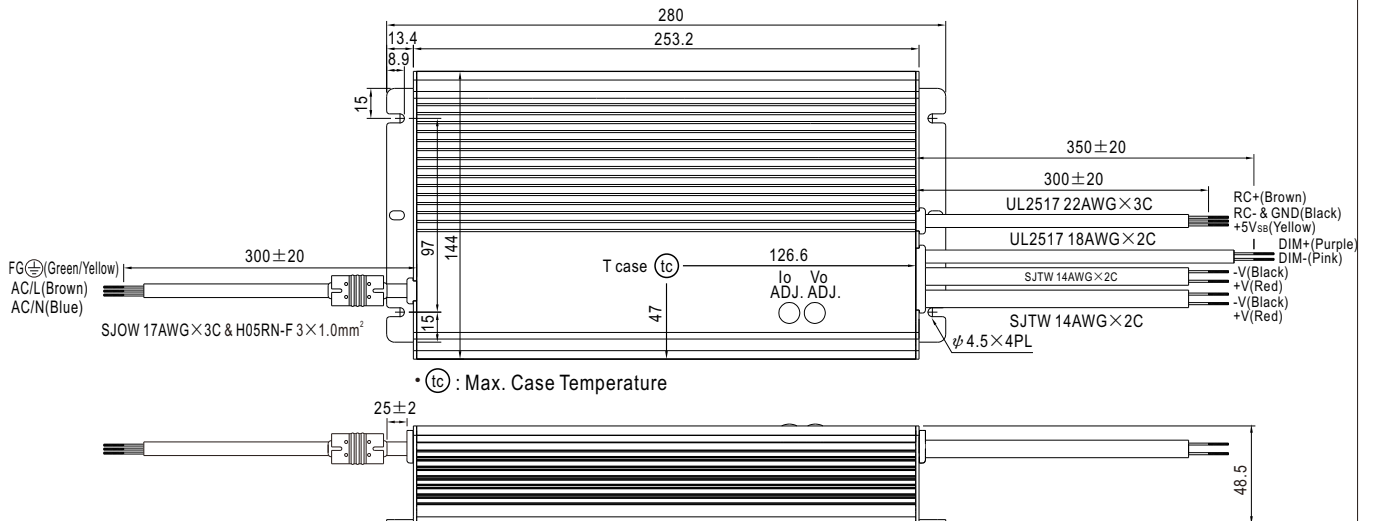 280
13.4
253.2
8.9
15
350±20
300±20
RC+(Brown)
UL2517 22AWG×3C
RC- & GND(Black)
+5VSB(Yellow)
UL2517 18AWG×2C
DIM+(Purple)
DIM-(Pink)
97
144
FG(Green/Yellow)
300±20
T case tc
126.6
SJTW 14AWG×2C
-V(Black)
+V(Red)
AC/L(Brown)
Io Vo
ADJ. ADJ.
AC/N(Blue)
-V(Black)
+V(Red)
47
15
SJTW 14AWG×2C
SJOW 17AWG×3C & H05RN-F 3×1.0mm²
ψ4.5×4PL
• tc : Max. Case Temperature
25±2
48.5